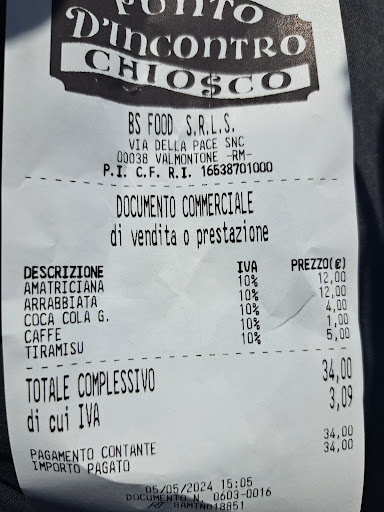 PUNTO
D'INCONTRO
CHIOSCO
BS FOOD S.R.L.S.
VIA DELLA PACE SNC
00038 VALMONTONE -RM-
P.I. C.F. R.I. 16538701000
DOCUMENTO COMMERCIALE
di vendita o prestazione
DESCRIZIONE IVA PREZZO(€)
AMATRICIANA 10% 12,00
ARRABBIATA 10% 12,00
COCA COLA G. 10% 4,00
CAFFE 10% 1,00
TIRAMISU 10% 5,00
TOTALE COMPLESSIVO 34,00
di cui IVA 3,09
PAGAMENTO CONTANTE 34,00
IMPORTO PAGATO 34,00
05/05/2024 15:05
DOCUMENTO N. 0603-0016
RT 8AMTN018851